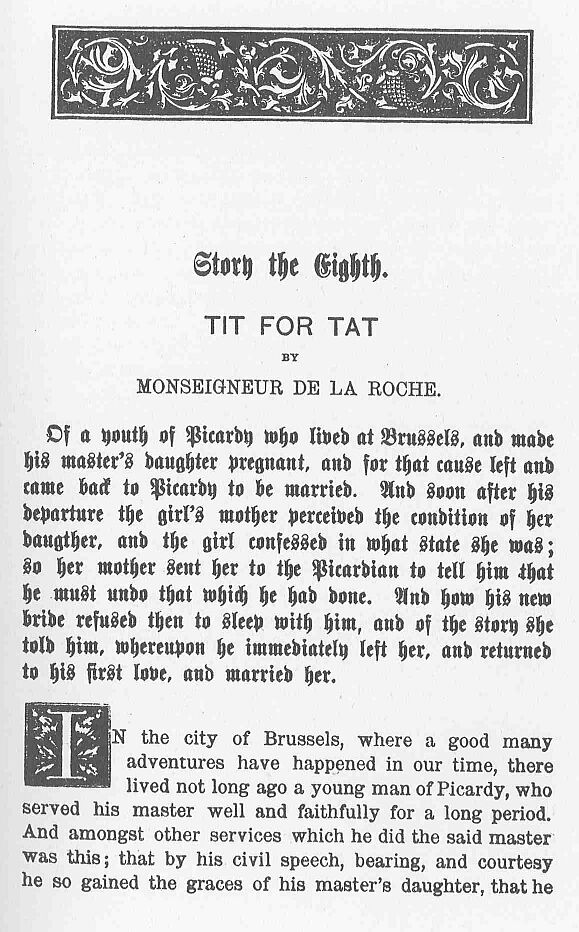 Story the Eighth.
TIT FOR TAT
BY
MONSEIGNEUR DE LA ROCHE.
Of a youth of Picardy who lived at Brussels, and made
his master's daughter pregnant, and for that cause left and
came back to Picardy to be married. And soon after his
departure the girl's mother perceived the condition of her
daugther, and the girl confessed in what state she was;
so her mother sent her to the Picardian to tell him that
he must undo that which he had done. And how his new
bride refused then to sleep with him, and of the story she
told him, whereupon he immediately left her, and returned
to his first love, and married her.
IN the city of Brussels, where a good many
adventures have happened in our time, there
lived not long ago a young man of Picardy, who
served his master well and faithfully for a long period.
And amongst other services which he did the said master
was this; that by his civil speech, bearing, and courtesy
he so gained the graces of his master's daughter, that he